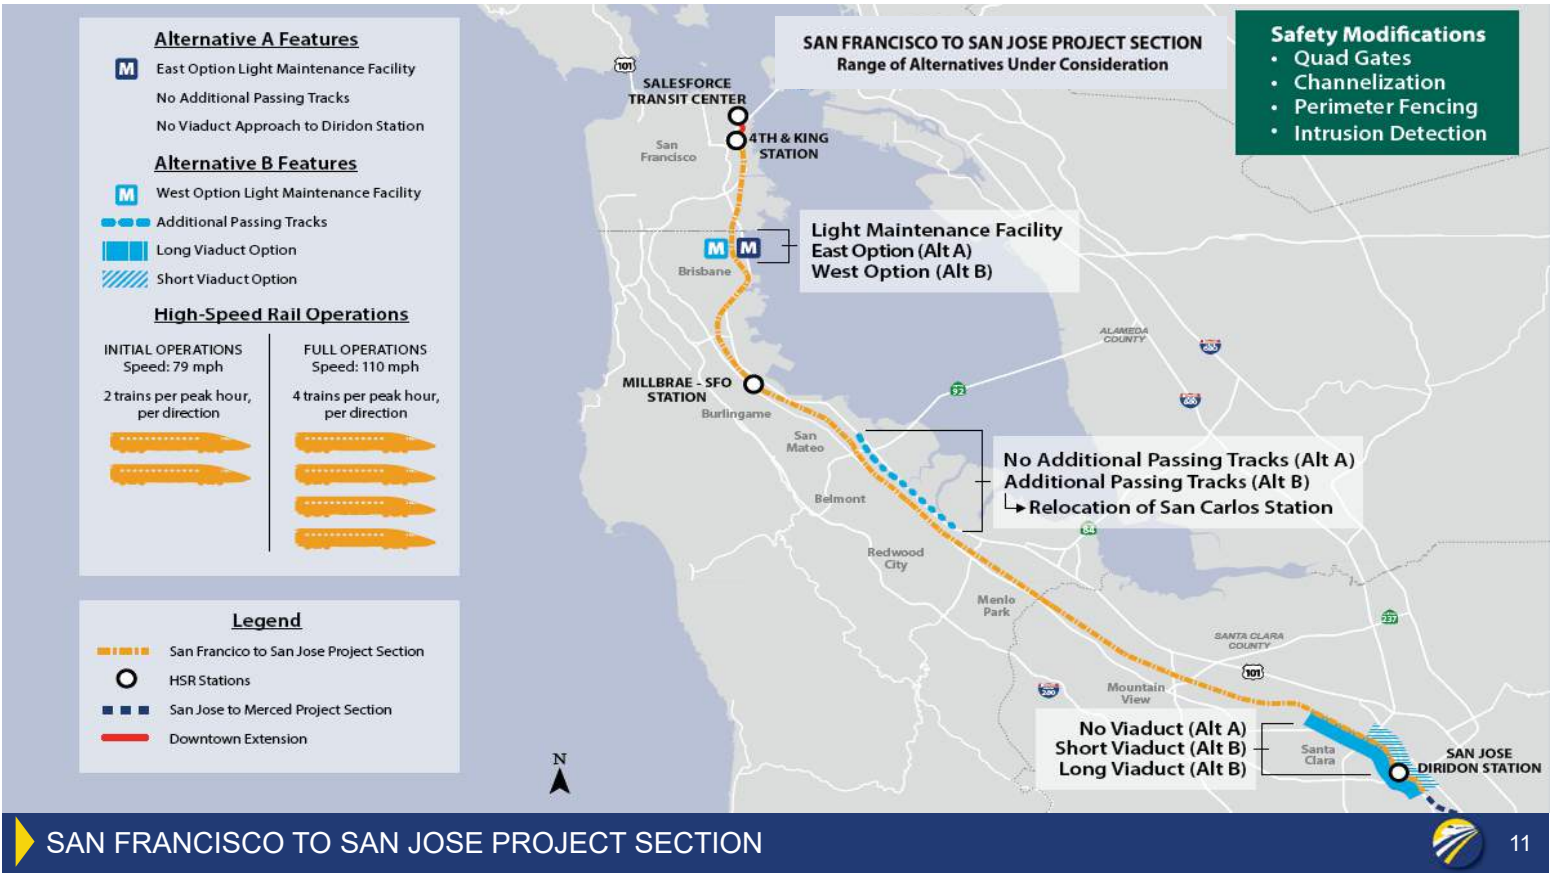 Alternative A Features
M
East Option Light Maintenance Facility
No Additional Passing Tracks
No Viaduct Approach to Diridon Station
Alternative B Features
M
West Option Light Maintenance Facility
Additional Passing Tracks
Long Viaduct Option
Short Viaduct Option
High-Speed Rail Operations
INITIAL OPERATIONS
Speed: 79 mph
2 trains per peak hour,
per direction
FULL OPERATIONS
Speed: 110 mph
4 trains per peak hour,
per direction
Legend
San Francico to San Jose Project Section
HSR Stations
San Jose to Merced Project Section
Downtown Extension
SAN FRANCISCO TO SAN JOSE PROJECT SECTION
Range of Alternatives Under Consideration
Safety Modifications
• Quad Gates
• Channelization
• Perimeter Fencing
• Intrusion Detection
101
SALESFORCE
TRANSIT CENTER
4TH & KING
STATION
San
Francisco
Light Maintenance Facility
East Option (Alt A)
West Option (Alt B)
M
M
Brisbane
ALAMEDA
COUNTY
MILLBRAE - SFO
STATION
92
Burlingame
San
Mateo
No Additional Passing Tracks (Alt A)
Additional Passing Tracks (Alt B)
Relocation of San Carlos Station
Belmont
84
Redwood
City
Menlo
Park
237
SANTA CLARA
COUNTY
101
280
Mountain
View
No Viaduct (Alt A)
Short Viaduct (Alt B)
Long Viaduct (Alt B)
Santa
Clara
SAN JOSE
DIRIDON STATION
N
SAN FRANCISCO TO SAN JOSE PROJECT SECTION
11